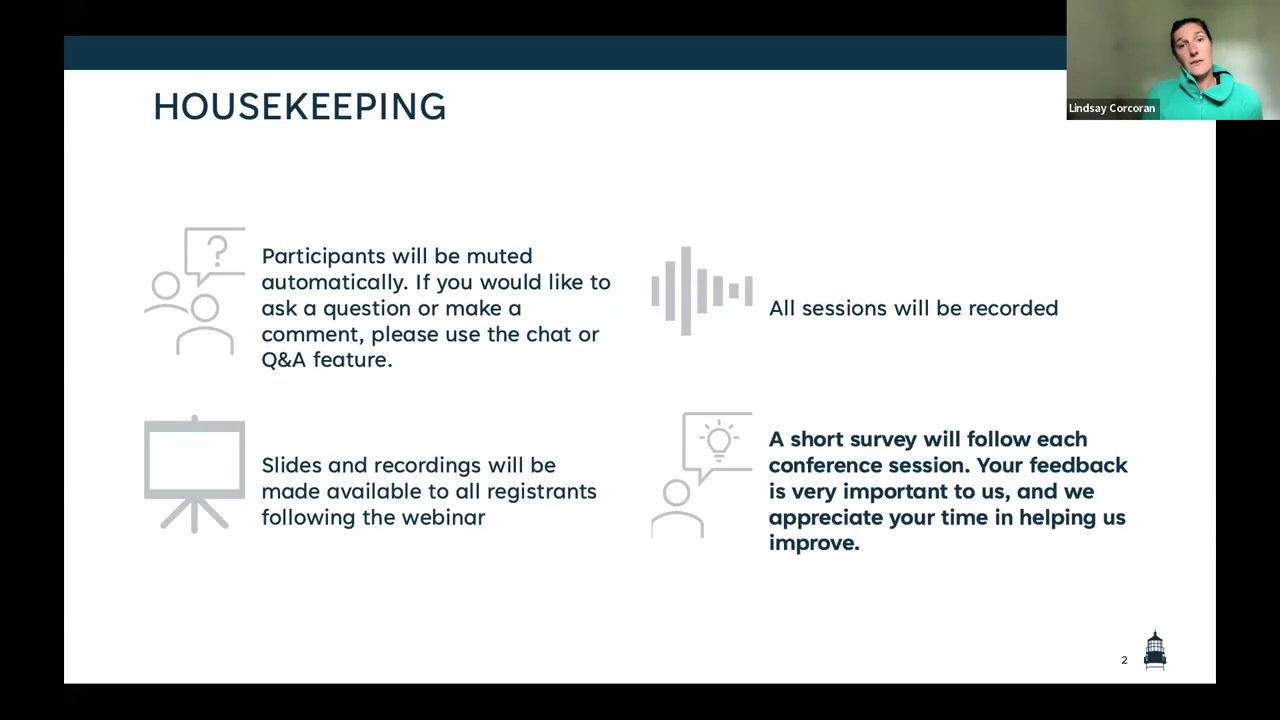 HOUSEKEEPING
Lindsay Corcoran
?
Participants will be muted
automatically. If you would like to
ask a question or make a
comment, please use the chat or
Q&A feature.
All sessions will be recorded
Slides and recordings will be
made available to all registrants
following the webinar
A short survey will follow each
conference session. Your feedback
is very important to us, and we
appreciate your time in helping us
improve.
2